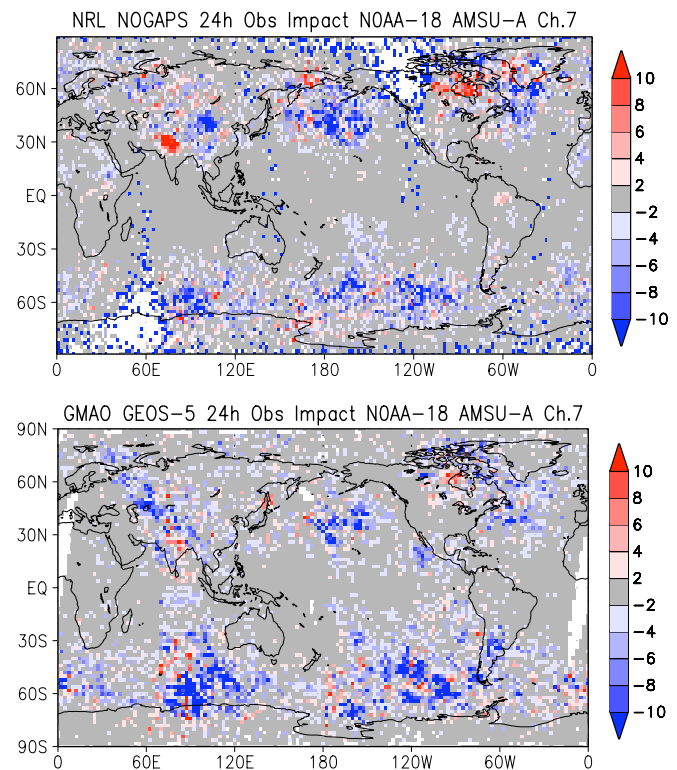 NRL NOGAPS 24h Obs Impact NOAA-18 AMSU-A Ch.7
60N
30N
EQ
30S
60S
0 60E 120E 180 120W 60W 0
10
8
6
4
2
-2
-4
-6
-8
-10
GMAO GEOS-5 24h Obs Impact NOAA-18 AMSU-A Ch.7
90N
60N
30N
EQ
30S
60S
90S
0 60E 120E 180 120W 60W 0
10
8
6
4
2
-2
-4
-6
-8
-10